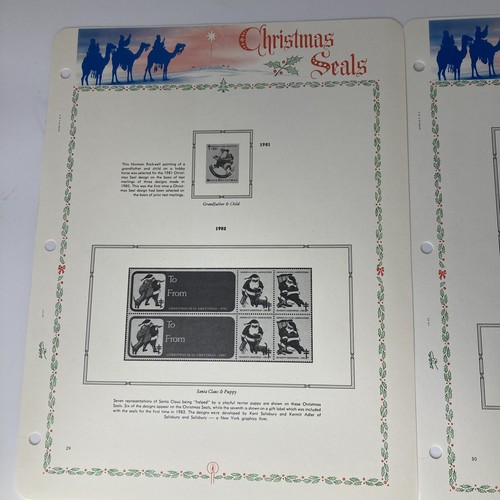 Christmas
Seals
1981
This Norman Rockwell painting of a
grandfather and child on a hobby
horse was selected for the 1981 Christ-
mas Seal design on the basis of test
mailings of three designs made in
1980. This was the first time a Christ-
mas Seal design had been selected on
the basis of prior test mailings.
Grandfather & Child
1982
To
From
To
From
Santa Claus & Puppy
Seven representations of Santa Claus being "helped" by a playful terrier puppy are shown on these Christmas
Seals. Six of the designs appear on the Christmas Seals, while the seventh is shown on a gift label which was included
with the seals for the first time in 1982. The designs were developed by Kent Salisbury and Kermit Adler of
Salisbury and Salisbury — a New York graphics firm.
29
30